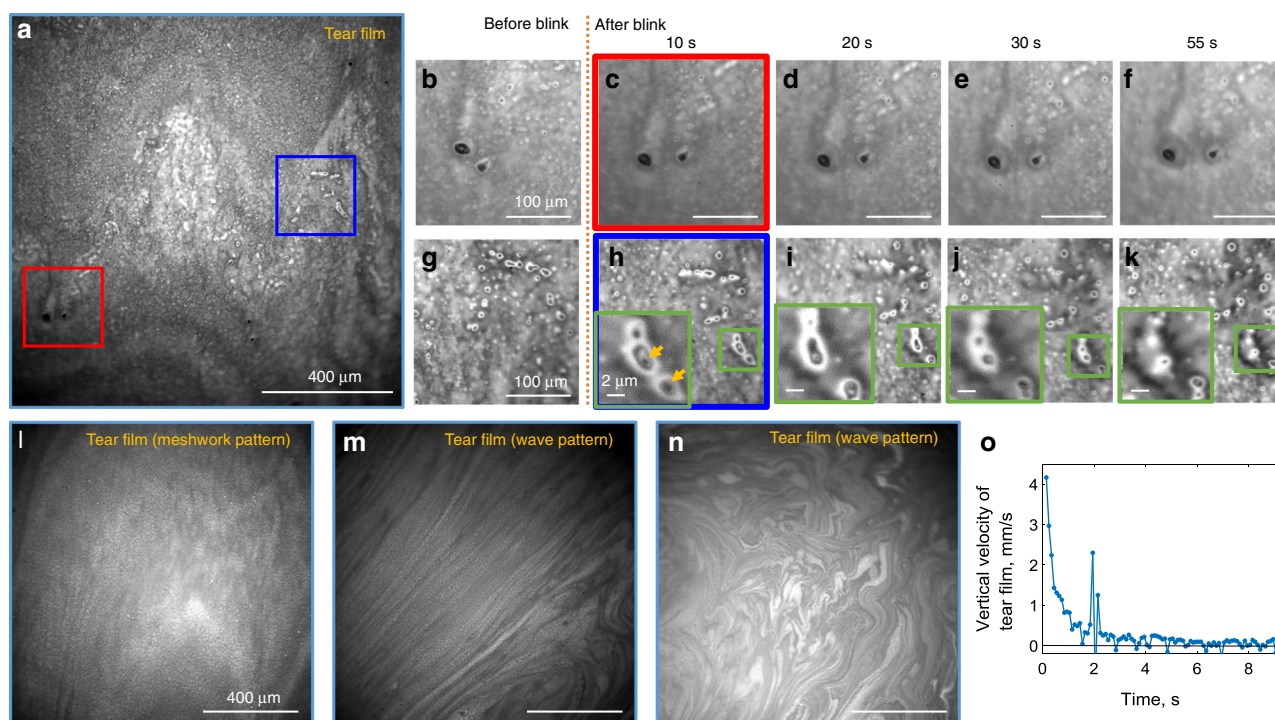 a
Tear film
400 µm
Before blink
After blink
10 s
20 s
30 s
55 s
b
100 µm
c
d
e
f
g
100 µm
h
2 µm
i
j
k
l
Tear film (meshwork pattern)
400 µm
m
Tear film (wave pattern)
n
Tear film (wave pattern)
o
Vertical velocity of
tear film, mm/s
4
3
2
1
0
0
2
4
6
8
Time, s